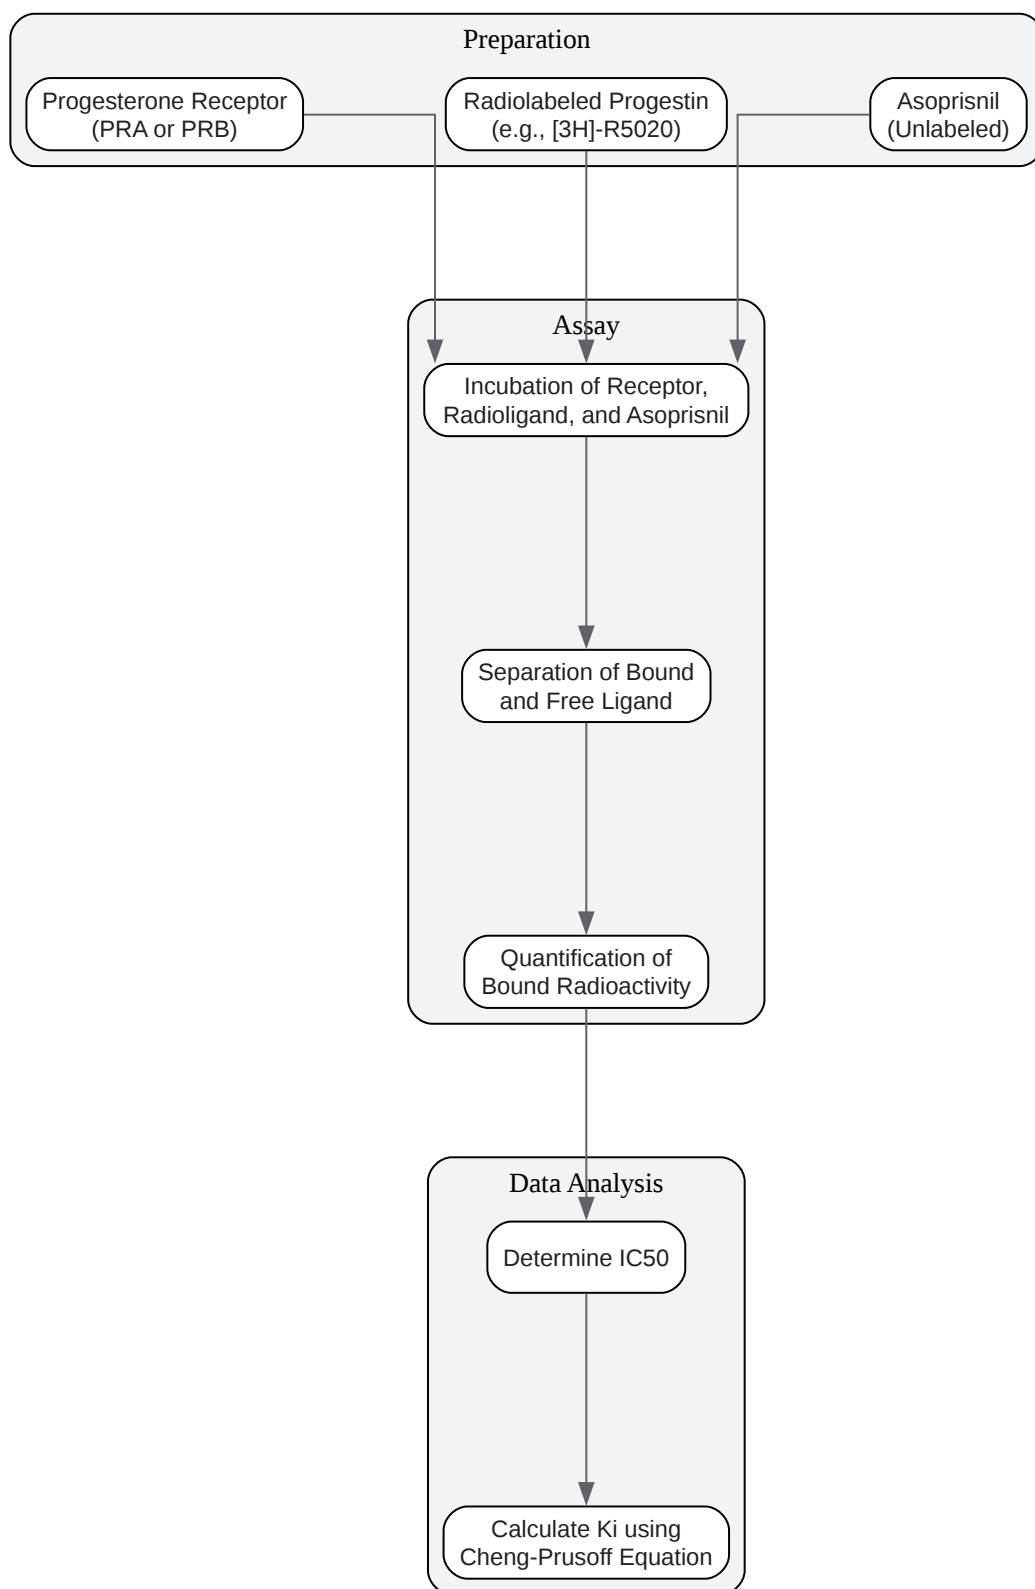 Preparation
Progesterone Receptor
(PRA or PRB)
Radiolabeled Progestin
(e.g., [3H]-R5020)
Asoprisnil
(Unlabeled)
Assay
Incubation of Receptor,
Radioligand, and Asoprisnil
Separation of Bound
and Free Ligand
Quantification of
Bound Radioactivity
Data Analysis
Determine IC50
Calculate Ki using
Cheng-Prusoff Equation